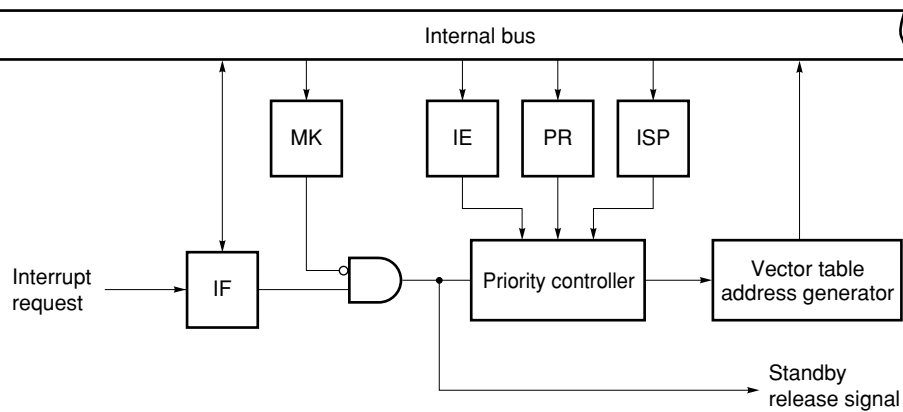 Internal bus
MK
IE
PR
ISP
Interrupt
request
IF
Priority controller
Vector table
address generator
Standby
release signal